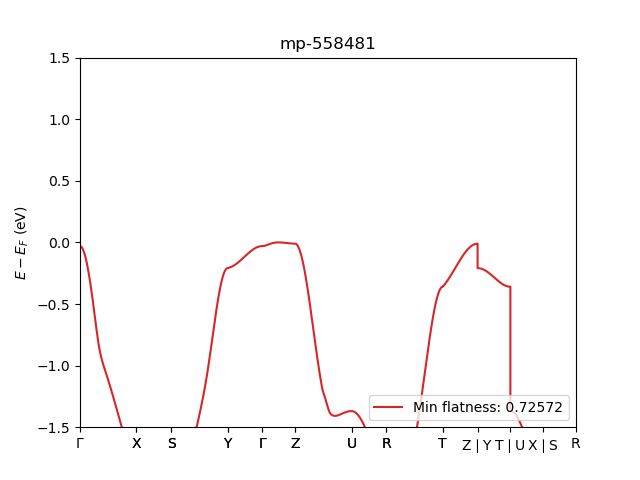 mp-558481
1.5
1.0
0.5
0.0
−0.5
−1.0
−1.5
E − E_F (eV)
Min flatness: 0.72572
Γ X S Y Γ Z U R T Z | Y T | U X | S R